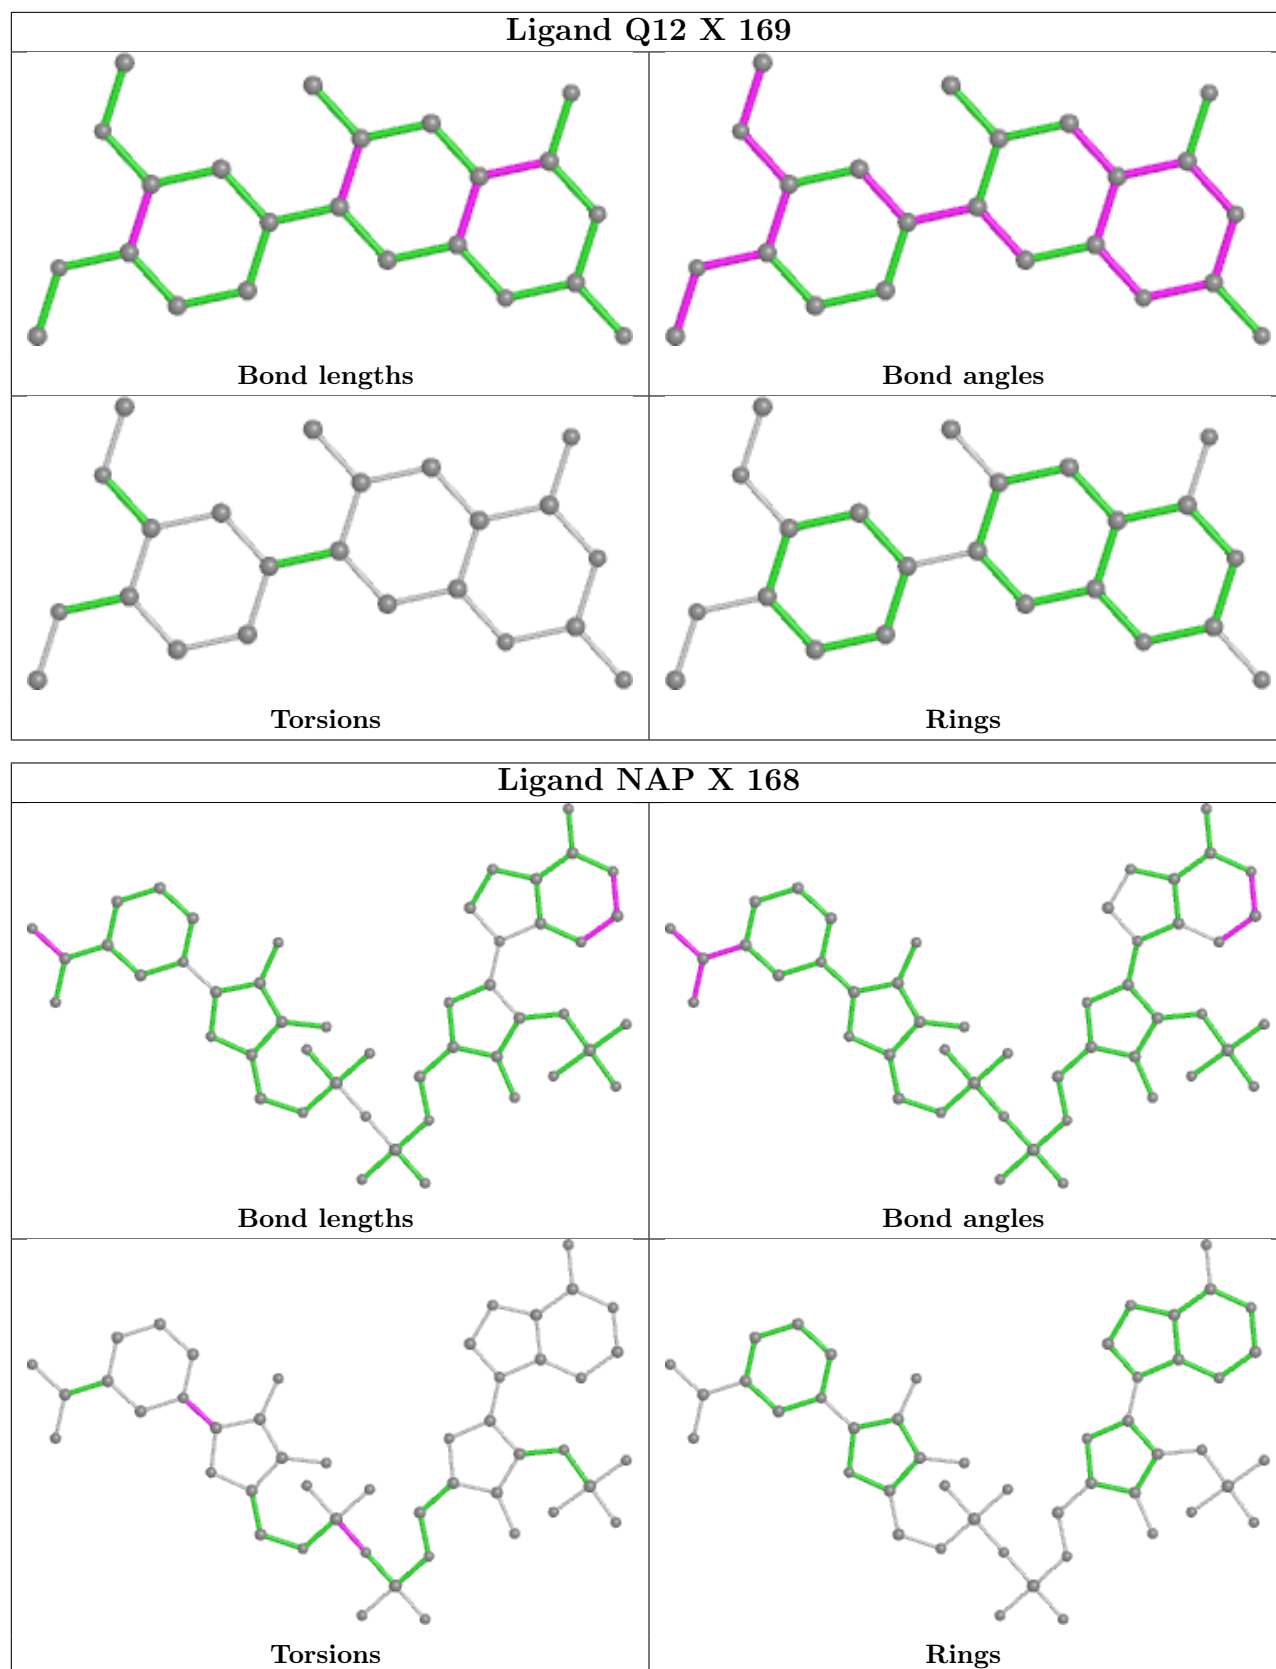 Ligand Q12 X 169
Bond lengths
Bond angles
Torsions
Rings
Ligand NAP X 168
Bond lengths
Bond angles
Torsions
Rings